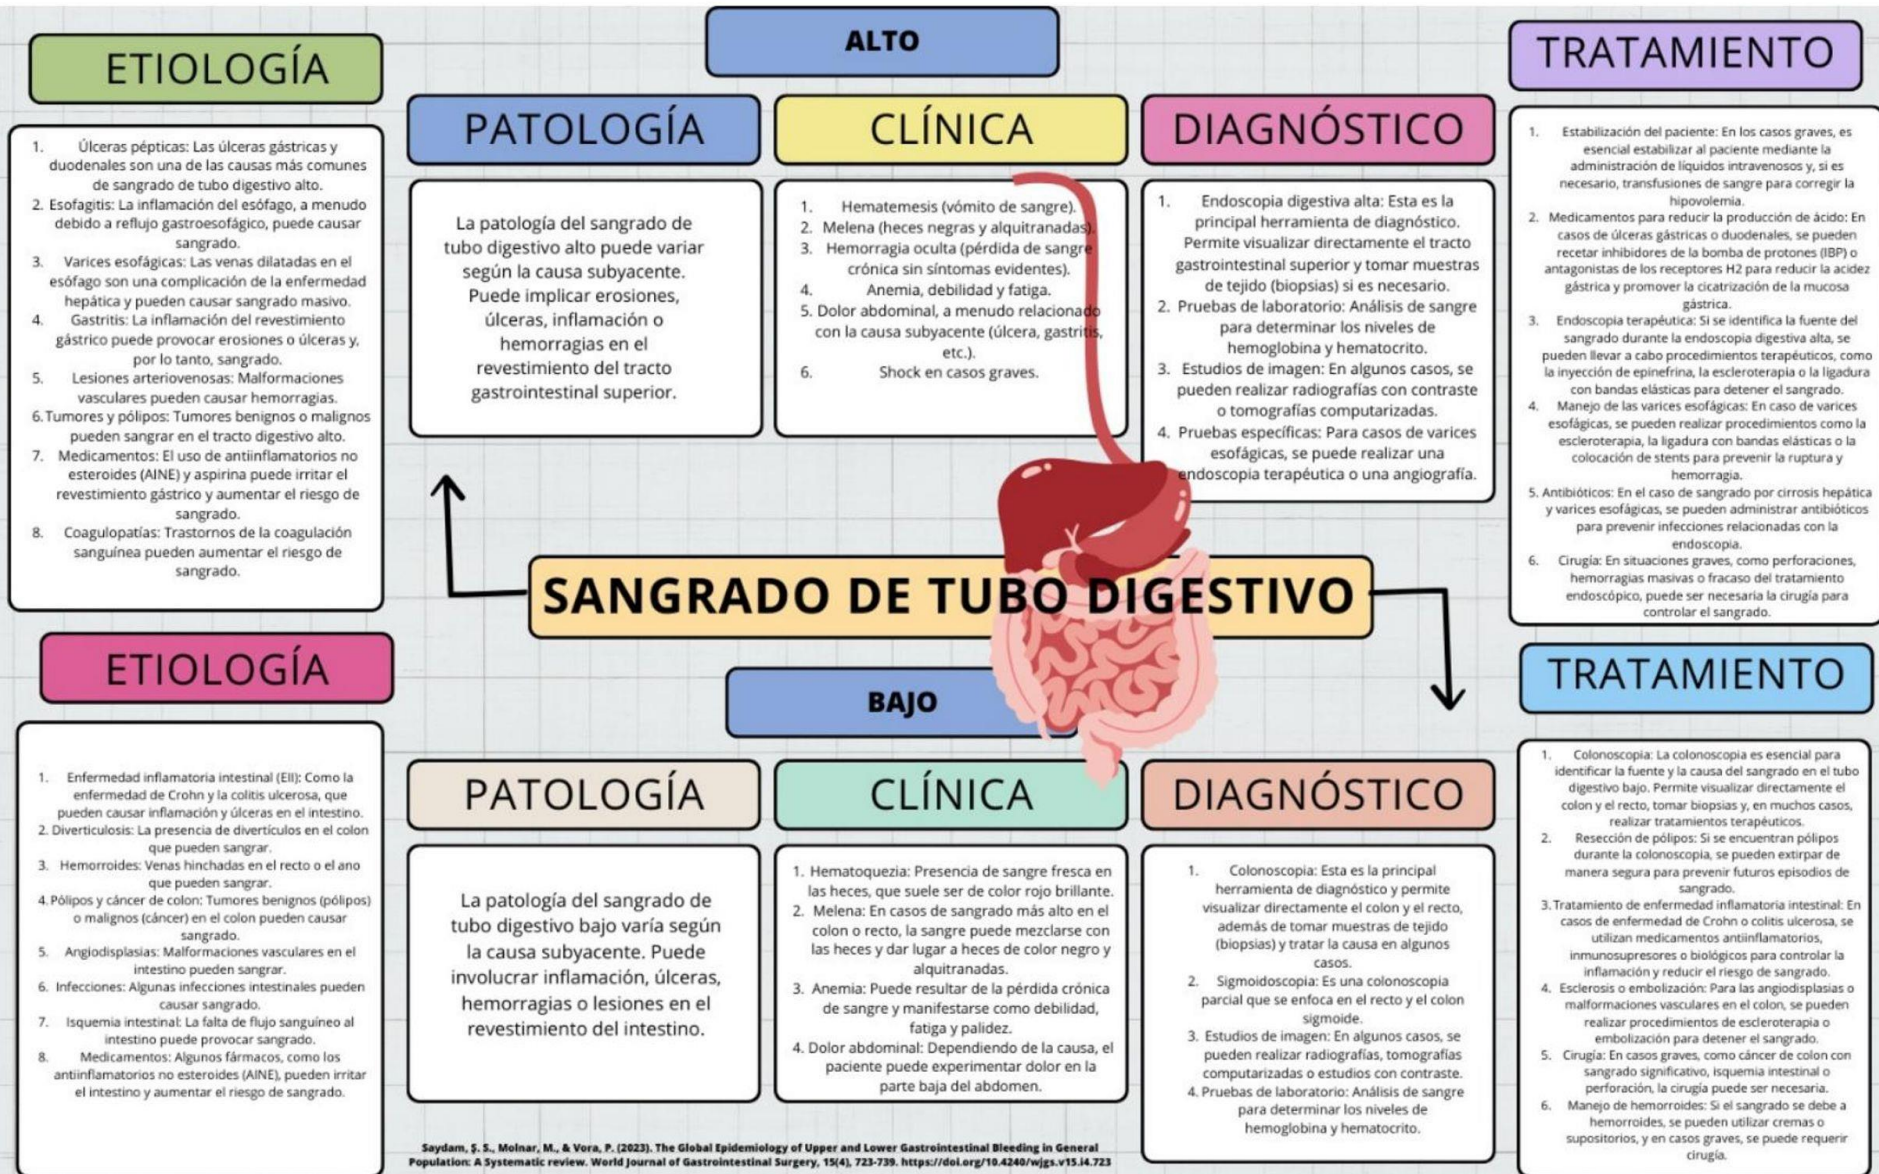 ALTO
ETIOLOGÍA
1. Úlceras pépticas: Las úlceras gástricas y
duodenales son una de las causas más comunes
de sangrado de tubo digestivo alto.
2. Esofagitis: La inflamación del esófago, a menudo
debido a reflujo gastroesofágico, puede causar
sangrado.
3. Varices esofágicas: Las venas dilatadas en el
esófago son una complicación de la enfermedad
hepática y pueden causar sangrado masivo.
4. Gastritis: La inflamación del revestimiento
gástrico puede provocar erosiones o úlceras y,
por lo tanto, sangrado.
5. Lesiones arteriovenosas: Malformaciones
vasculares pueden causar hemorragias.
6. Tumores y pólipos: Tumores benignos o malignos
pueden sangrar en el tracto digestivo alto.
7. Medicamentos: El uso de antiinflamatorios no
esteroides (AINE) y aspirina puede irritar el
revestimiento gástrico y aumentar el riesgo de
sangrado.
8. Coagulopatías: Trastornos de la coagulación
sanguínea pueden aumentar el riesgo de
sangrado.
PATOLOGÍA
La patología del sangrado de
tubo digestivo alto puede variar
según la causa subyacente.
Puede implicar erosiones,
úlceras, inflamación o
hemorragias en el
revestimiento del tracto
gastrointestinal superior.
CLÍNICA
1. Hematemesis (vómito de sangre).
2. Melena (heces negras y alquitranadas).
3. Hemorragia oculta (pérdida de sangre
crónica sin síntomas evidentes).
4. Anemia, debilidad y fatiga.
5. Dolor abdominal, a menudo relacionado
con la causa subyacente (úlcera, gastritis,
etc.).
6. Shock en casos graves.
DIAGNÓSTICO
1. Endoscopia digestiva alta: Esta es la
principal herramienta de diagnóstico.
Permite visualizar directamente el tracto
gastrointestinal superior y tomar muestras
de tejido (biopsias) si es necesario.
2. Pruebas de laboratorio: Análisis de sangre
para determinar los niveles de
hemoglobina y hematocrito.
3. Estudios de imagen: En algunos casos, se
pueden realizar radiografías con contraste
o tomografías computarizadas.
4. Pruebas específicas: Para casos de varices
esofágicas, se puede realizar una
endoscopia terapéutica o una angiografía.
TRATAMIENTO
1. Estabilización del paciente: En los casos graves, es
esencial estabilizar al paciente mediante la
administración de líquidos intravenosos y, si es
necesario, transfusiones de sangre para corregir la
hipovolemia.
2. Medicamentos para reducir la producción de ácido: En
casos de úlceras gástricas o duodenales, se pueden
recetar inhibidores de la bomba de protones (IBP) o
antagonistas de los receptores H2 para reducir la acidez
gástrica y promover la cicatrización de la mucosa
gástrica.
3. Endoscopia terapéutica: Si se identifica la fuente del
sangrado durante la endoscopia digestiva alta, se
pueden llevar a cabo procedimientos terapéuticos, como
la inyección de epinefrina, la escleroterapia o la ligadura
con bandas elásticas para detener el sangrado.
4. Manejo de las varices esofágicas: En caso de varices
esofágicas, se pueden realizar procedimientos como la
escleroterapia, la ligadura con bandas elásticas o la
colocación de stents para prevenir la ruptura y
hemorragia.
5. Antibióticos: En el caso de sangrado por cirrosis hepática
y varices esofágicas, se pueden administrar antibióticos
para prevenir infecciones relacionadas con la
endoscopia.
6. Cirugía: En situaciones graves, como perforaciones,
hemorragias masivas o fracaso del tratamiento
endoscópico, puede ser necesaria la cirugía para
controlar el sangrado.
SANGRADO DE TUBO DIGESTIVO
BAJO
ETIOLOGÍA
1. Enfermedad inflamatoria intestinal (EII): Como la
enfermedad de Crohn y la colitis ulcerosa, que
pueden causar inflamación y úlceras en el intestino.
2. Diverticulosis: La presencia de divertículos en el colon
que pueden sangrar.
3. Hemorroides: Venas hinchadas en el recto o el ano
que pueden sangrar.
4. Pólipos y cáncer de colon: Tumores benignos (pólipos)
o malignos (cáncer) en el colon pueden causar
sangrado.
5. Angiodisplasias: Malformaciones vasculares en el
intestino pueden sangrar.
6. Infecciones: Algunas infecciones intestinales pueden
causar sangrado.
7. Isquemia intestinal: La falta de flujo sanguíneo al
intestino puede provocar sangrado.
8. Medicamentos: Algunos fármacos, como los
antiinflamatorios no esteroides (AINE), pueden irritar
el intestino y aumentar el riesgo de sangrado.
PATOLOGÍA
La patología del sangrado de
tubo digestivo bajo varía según
la causa subyacente. Puede
involucrar inflamación, úlceras,
hemorragias o lesiones en el
revestimiento del intestino.
CLÍNICA
1. Hematoquezia: Presencia de sangre fresca en
las heces, que suele ser de color rojo brillante.
2. Melena: En casos de sangrado más alto en el
colon o recto, la sangre puede mezclarse con
las heces y dar lugar a heces de color negro y
alquitranadas.
3. Anemia: Puede resultar de la pérdida crónica
de sangre y manifestarse como debilidad,
fatiga y palidez.
4. Dolor abdominal: Dependiendo de la causa, el
paciente puede experimentar dolor en la
parte baja del abdomen.
DIAGNÓSTICO
1. Colonoscopia: Esta es la principal
herramienta de diagnóstico y permite
visualizar directamente el colon y el recto,
además de tomar muestras de tejido
(biopsias) y tratar la causa en algunos
casos.
2. Sigmoidoscopia: Es una colonoscopia
parcial que se enfoca en el recto y el colon
sigmoide.
3. Estudios de imagen: En algunos casos, se
pueden realizar radiografías, tomografías
computarizadas o estudios con contraste.
4. Pruebas de laboratorio: Análisis de sangre
para determinar los niveles de
hemoglobina y hematocrito.
TRATAMIENTO
1. Colonoscopia: La colonoscopia es esencial para
identificar la fuente y la causa del sangrado en el tubo
digestivo bajo. Permite visualizar directamente el
colon y el recto, tomar biopsias y, en muchos casos,
realizar tratamientos terapéuticos.
2. Resección de pólipos: Si se encuentran pólipos
durante la colonoscopia, se pueden extirpar de
manera segura para prevenir futuros episodios de
sangrado.
3. Tratamiento de enfermedad inflamatoria intestinal: En
casos de enfermedad de Crohn o colitis ulcerosa, se
utilizan medicamentos antiinflamatorios,
inmunosupresores o biológicos para controlar la
inflamación y reducir el riesgo de sangrado.
4. Esclerosis o embolización: Para las angiodisplasias o
malformaciones vasculares en el colon, se pueden
realizar procedimientos de escleroterapia o
embolización para detener el sangrado.
5. Cirugía: En casos graves, como cáncer de colon con
sangrado significativo, isquemia intestinal o
perforación, la cirugía puede ser necesaria.
6. Manejo de hemorroides: Si el sangrado se debe a
hemorroides, se pueden utilizar cremas o
supositorios, y en casos graves, se puede requerir
cirugía.
Saydam, Ş. S., Molnar, M., & Vora, P. (2023). The Global Epidemiology of Upper and Lower Gastrointestinal Bleeding in General
Population: A Systematic review. World Journal of Gastrointestinal Surgery, 15(4), 723-739. https://doi.org/10.4240/wjgs.v15.i4.723